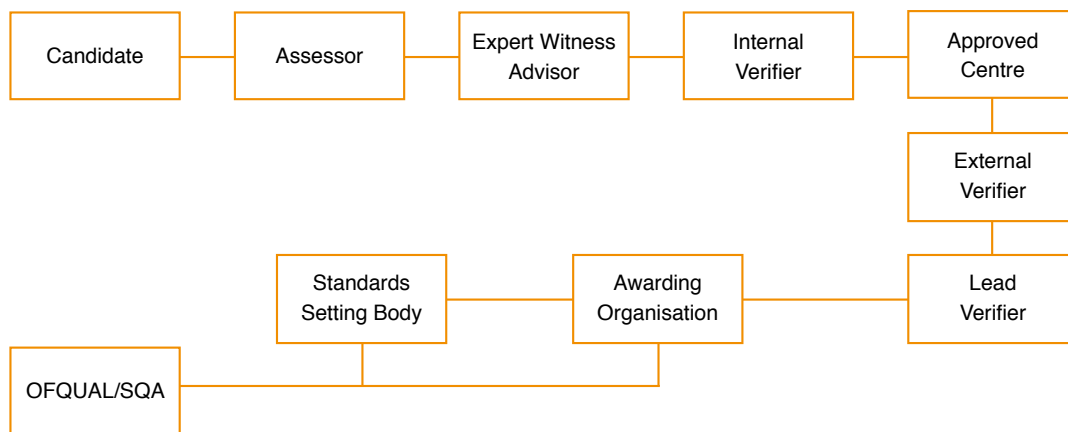 Candidate
Assessor
Expert Witness
Advisor
Internal
Verifier
Approved
Centre
External
Verifier
Lead
Verifier
Awarding
Organisation
Standards
Setting Body
OFQUAL/SQA